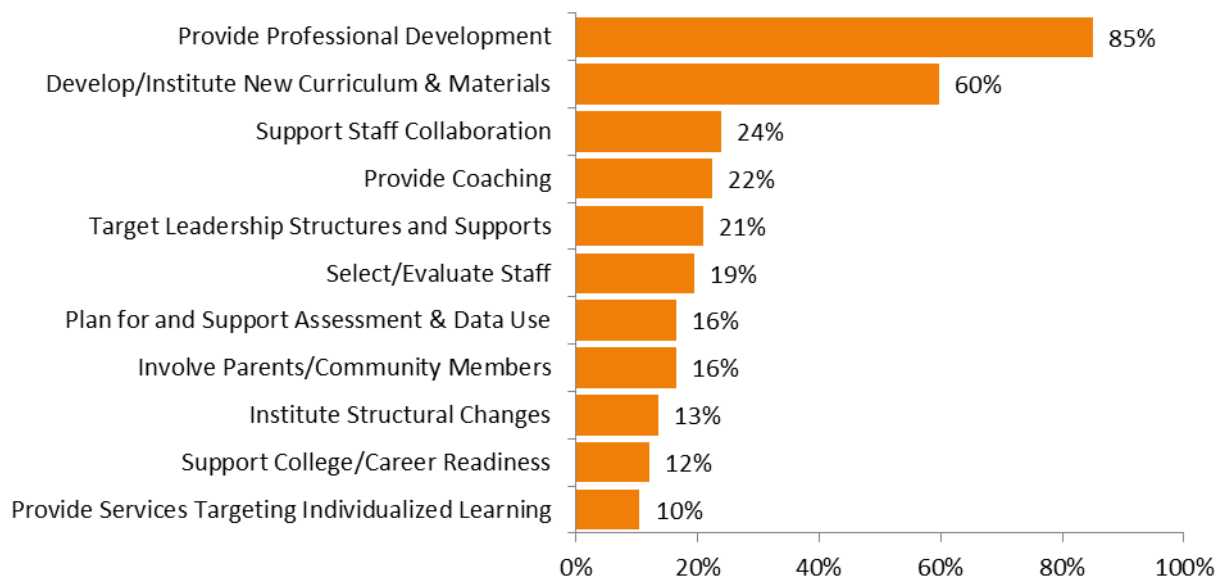 Provide Professional Development 85%
Develop/Institute New Curriculum & Materials 60%
Support Staff Collaboration 24%
Provide Coaching 22%
Target Leadership Structures and Supports 21%
Select/Evaluate Staff 19%
Plan for and Support Assessment & Data Use 16%
Involve Parents/Community Members 16%
Institute Structural Changes 13%
Support College/Career Readiness 12%
Provide Services Targeting Individualized Learning 10%
0% 20% 40% 60% 80% 100%